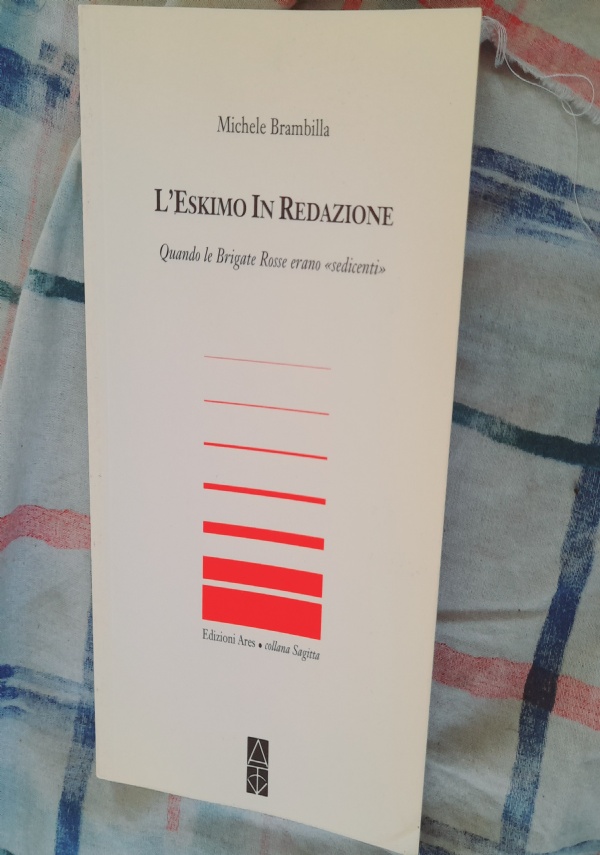 Michele Brambilla
L'ESKIMO IN REDAZIONE
Quando le Brigate Rosse erano «sedicenti»
Edizioni Ares • collana Sagitta